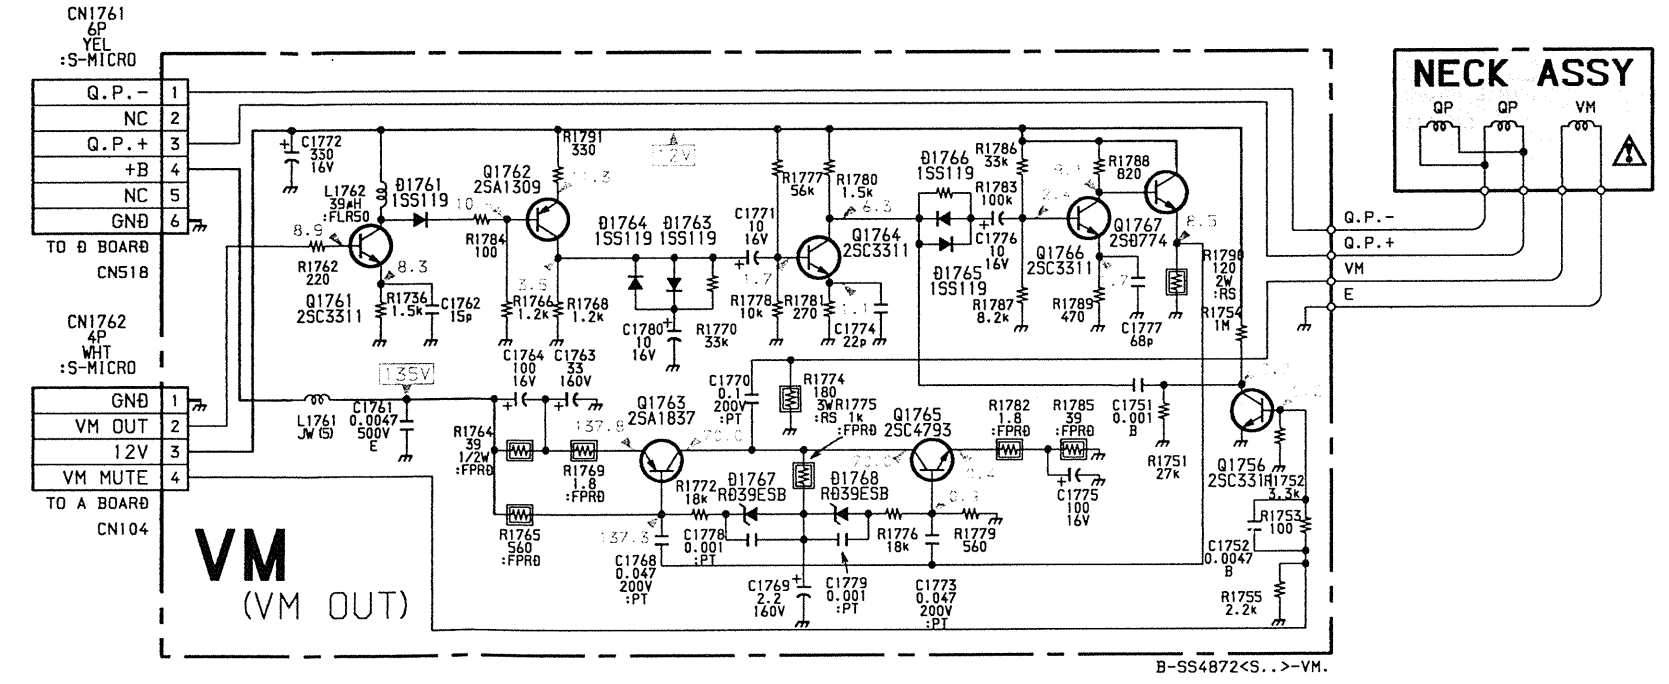 CN1761
6P
YEL
:S-MICRO
Q.P.- 1
NC 2
Q.P.+ 3
+B 4
NC 5
GND 6
TO D BOARD
CN518
CN1762
4P
WHT
:S-MICRO
GND 1
VM OUT 2
12V 3
VM MUTE 4
TO A BOARD
CN104
VM
(VM OUT)
C1772
330
16V
L1762
39μH
:FLR50
D1761
1SS119
8.9
R1762
220
Q1761
2SC3311
8.3
R1736
1.5k
C1762
15p
R1784
100
Q1762
2SA1309
R1791
330
3.5
R1766
1.2k
R1768
1.2k
12V
D1764
1SS119
D1763
1SS119
C1780
10
16V
R1770
33k
C1771
10
16V
1.7
R1777
56k
R1780
1.5k
6.3
Q1764
2SC3311
R1778
10k
R1781
270
1.1
C1774
22p
D1766
1SS119
D1765
1SS119
R1783
100k
C1776
10
16V
R1786
33k
R1787
8.2k
R1788
820
Q1766
2SC3311
Q1767
2SD774
R1789
470
C1777
68p
8.5
R1790
120
2W
:RS
R1754
1M
135V
L1761
JW(5)
C1761
0.0047
500V
E
C1764
100
16V
C1763
33
160V
R1764
39
1/2W
:FPRD
R1769
1.8
:FPRD
137.8
Q1763
2SA1837
70.0
R1765
560
:FPRD
137.3
C1768
0.047
200V
:PT
R1772
18k
C1778
0.001
:PT
D1767
RD39ESB
C1770
0.1
200V
:PT
R1774
180
3W
:RS
R1775
1k
:FPRD
D1768
RD39ESB
C1769
2.2
160V
C1779
0.001
:PT
Q1765
2SC4793
R1776
18k
R1779
560
C1773
0.047
200V
:PT
R1782
1.8
:FPRD
R1785
39
:FPRD
C1775
100
16V
C1751
0.001
B
R1751
27k
Q1756
2SC3311
R1752
3.3k
R1753
100
C1752
0.0047
B
R1755
2.2k
NECK ASSY
QP
QP
VM
Q.P.-
Q.P.+
VM
E
B-SS4872<S..>-VM.